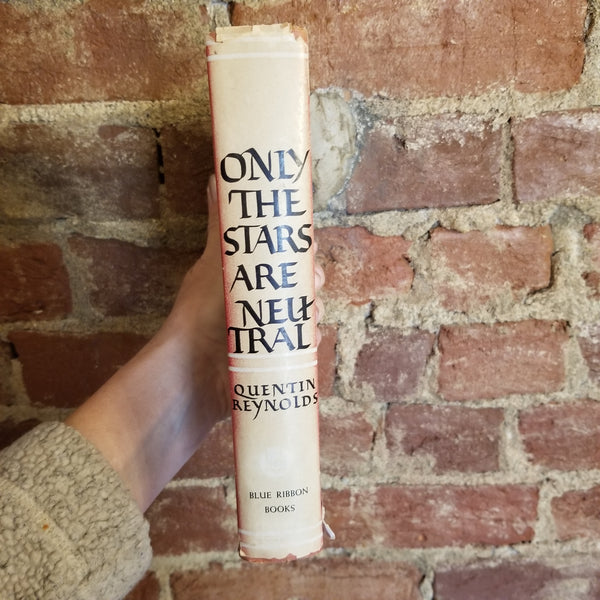 ONLY
THE
STARS
ARE
NEU
TRAL
QUENTIN
REYNOLDS
BLUE RIBBON
BOOKS